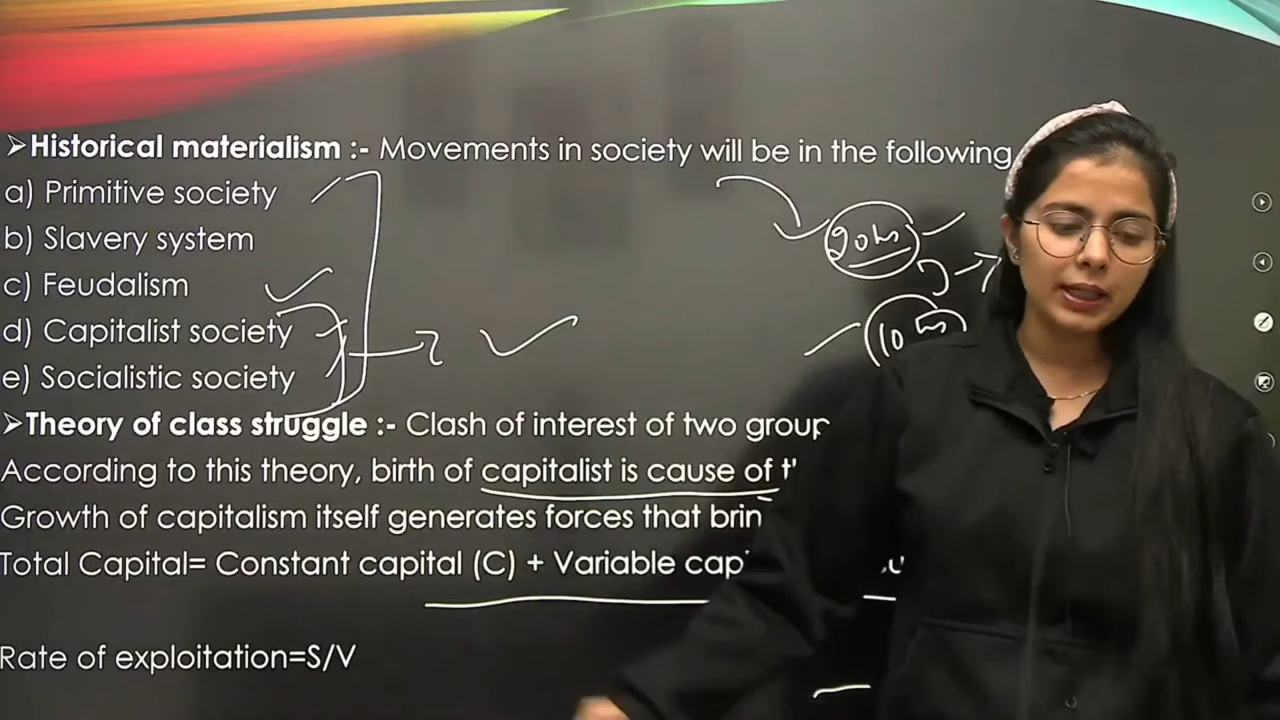 ➢Historical materialism :- Movements in society will be in the following
a) Primitive society
b) Slavery system
c) Feudalism
d) Capitalist society
e) Socialistic society
➢Theory of class struggle :- Clash of interest of two group
According to this theory, birth of capitalist is cause of
Growth of capitalism itself generates forces that
Total Capital= Constant capital (C) + Variable
Rate of exploitation=S/V
10 hrs